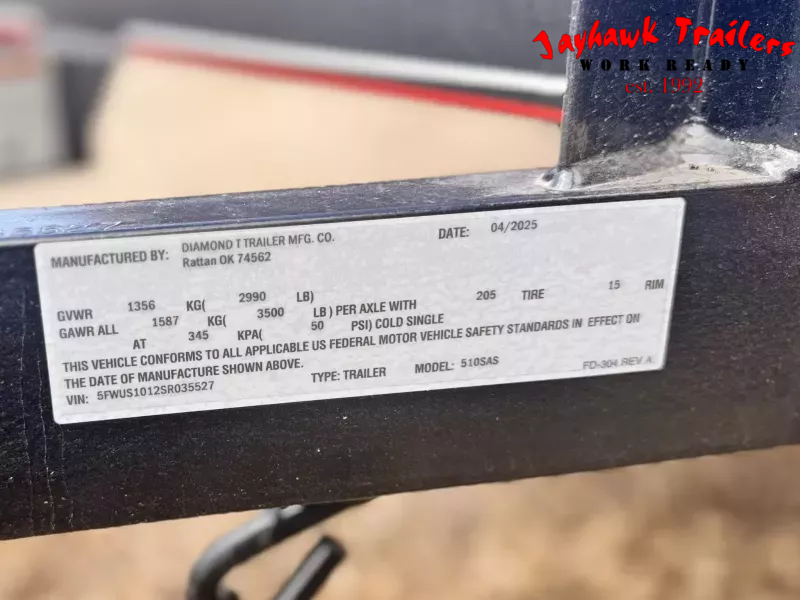 Jayhawk Trailers
WORK READY
est. 1992
MANUFACTURED BY: DIAMOND T TRAILER MFG. CO. DATE: 04/2025
Rattan OK 74562
GVWR 1356 KG( 2990 LB)
GAWR ALL 1587 KG( 3500 LB) PER AXLE WITH 205 TIRE 15 RIM
AT 345 KPA( 50 PSI) COLD SINGLE
THIS VEHICLE CONFORMS TO ALL APPLICABLE US FEDERAL MOTOR VEHICLE SAFETY STANDARDS IN EFFECT ON
THE DATE OF MANUFACTURE SHOWN ABOVE.
VIN: 5FWUS1012SR035527 TYPE: TRAILER MODEL: 510SAS FD-304 REV A.